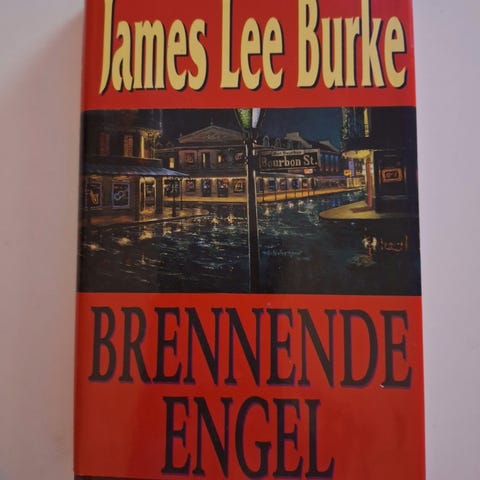 James Lee Burke
Bourbon St.
BRENNENDE
ENGEL